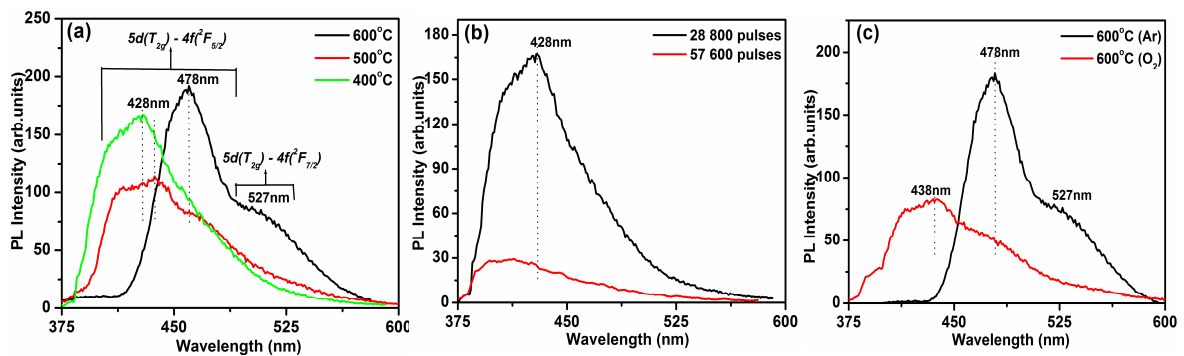 (a)
5d(T2g) - 4f(2F5/2)
600°C
500°C
400°C
478nm
428nm
5d(T2g) - 4f(2F7/2)
527nm
250
200
150
100
50
0
375 450 525 600
PL Intensity (arb.units)
Wavelength (nm)
(b)
428nm
28 800 pulses
57 600 pulses
180
150
120
90
60
30
0
375 450 525 600
PL Intensity (arb.units)
Wavelength (nm)
(c)
478nm
600°C (Ar)
600°C (O2)
438nm
527nm
200
150
100
50
0
375 450 525 600
PL Intensity (arb.units)
Wavelength (nm)